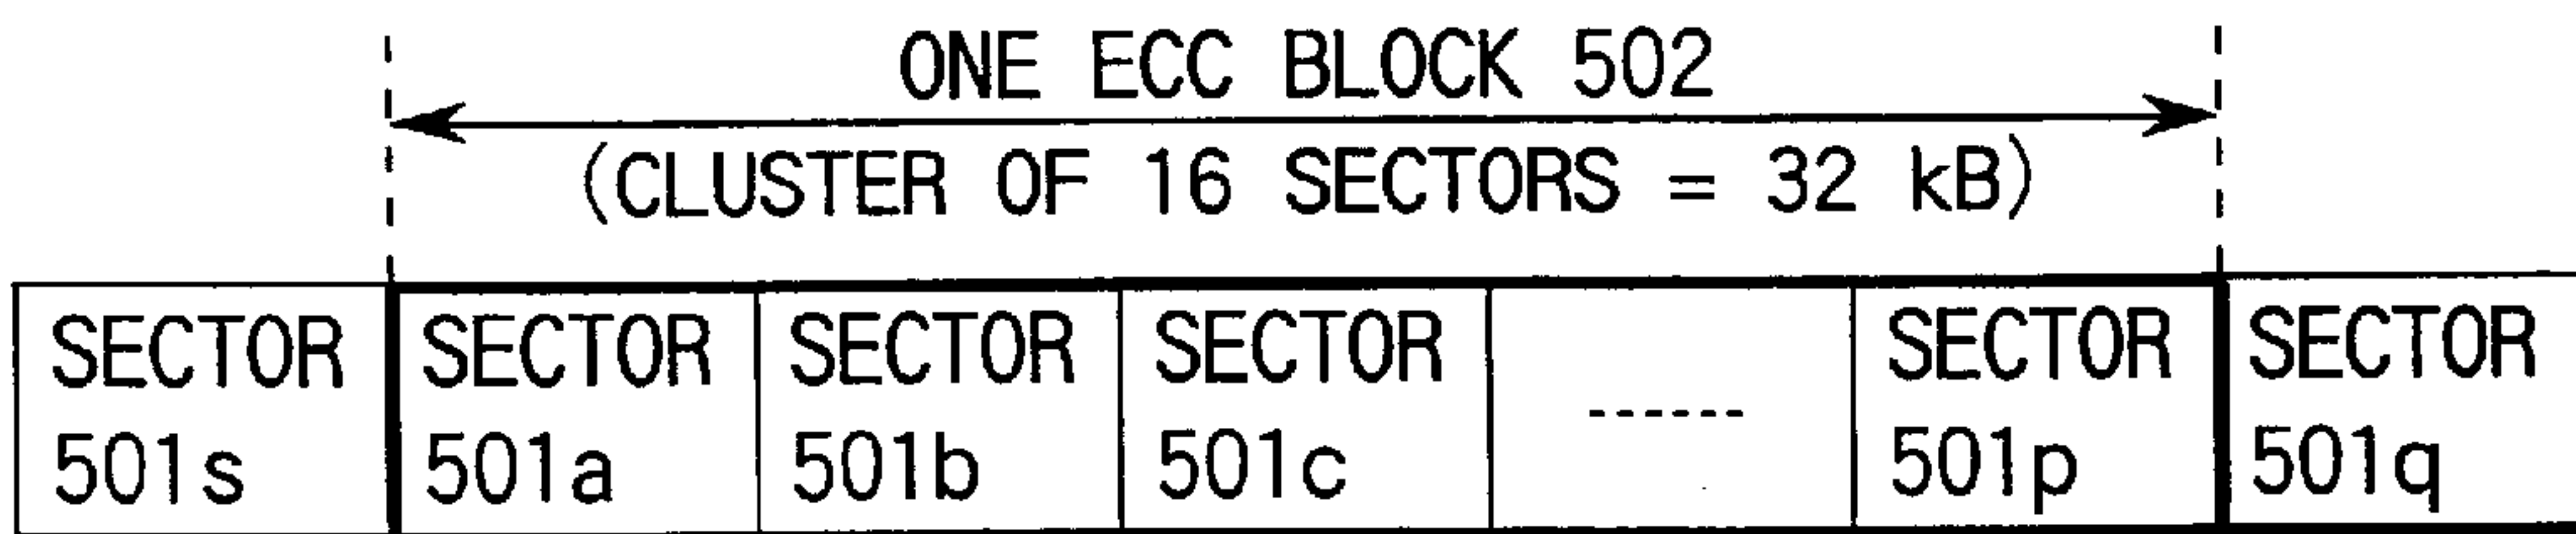 ONE ECC BLOCK 502
(CLUSTER OF 16 SECTORS = 32 kB)
SECTOR SECTOR SECTOR SECTOR ------ SECTOR SECTOR
501s 501a 501b 501c 501p 501q